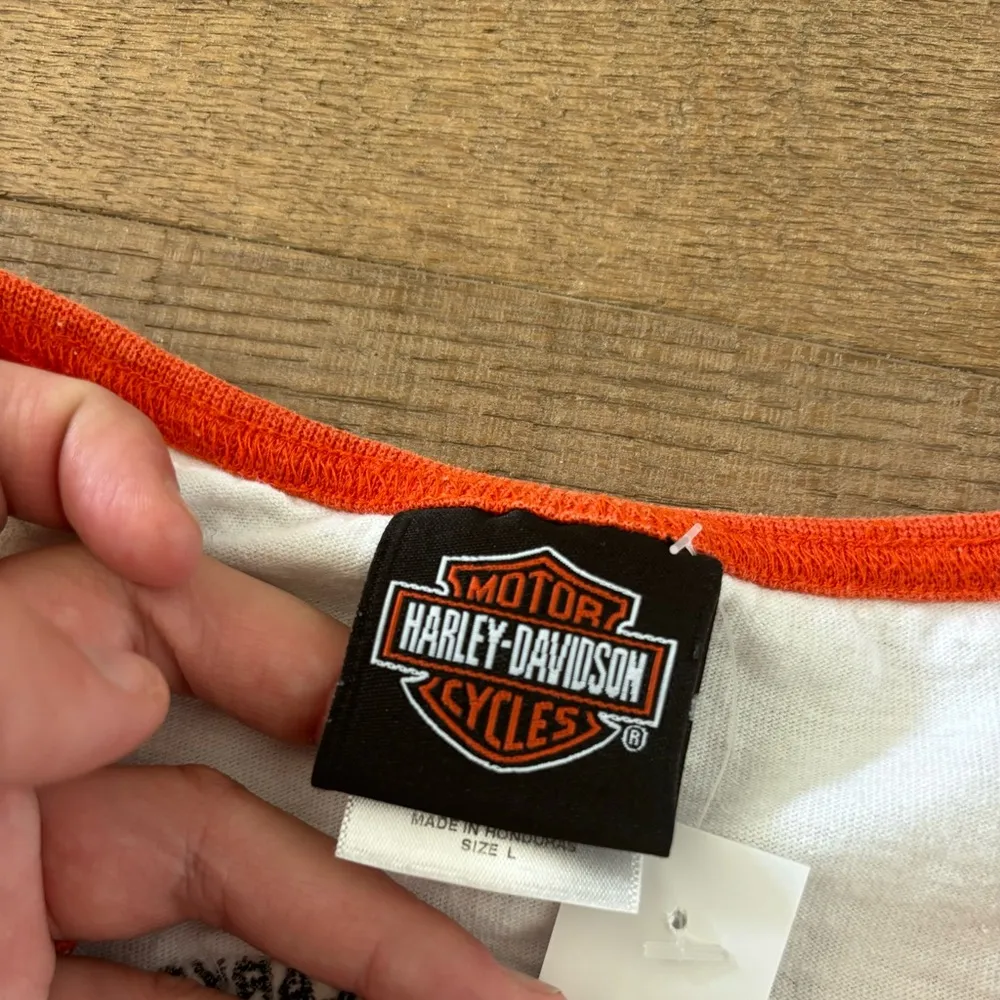 MOTOR
HARLEY-DAVIDSON
CYCLES
®
MADE IN HONDURAS
SIZE L